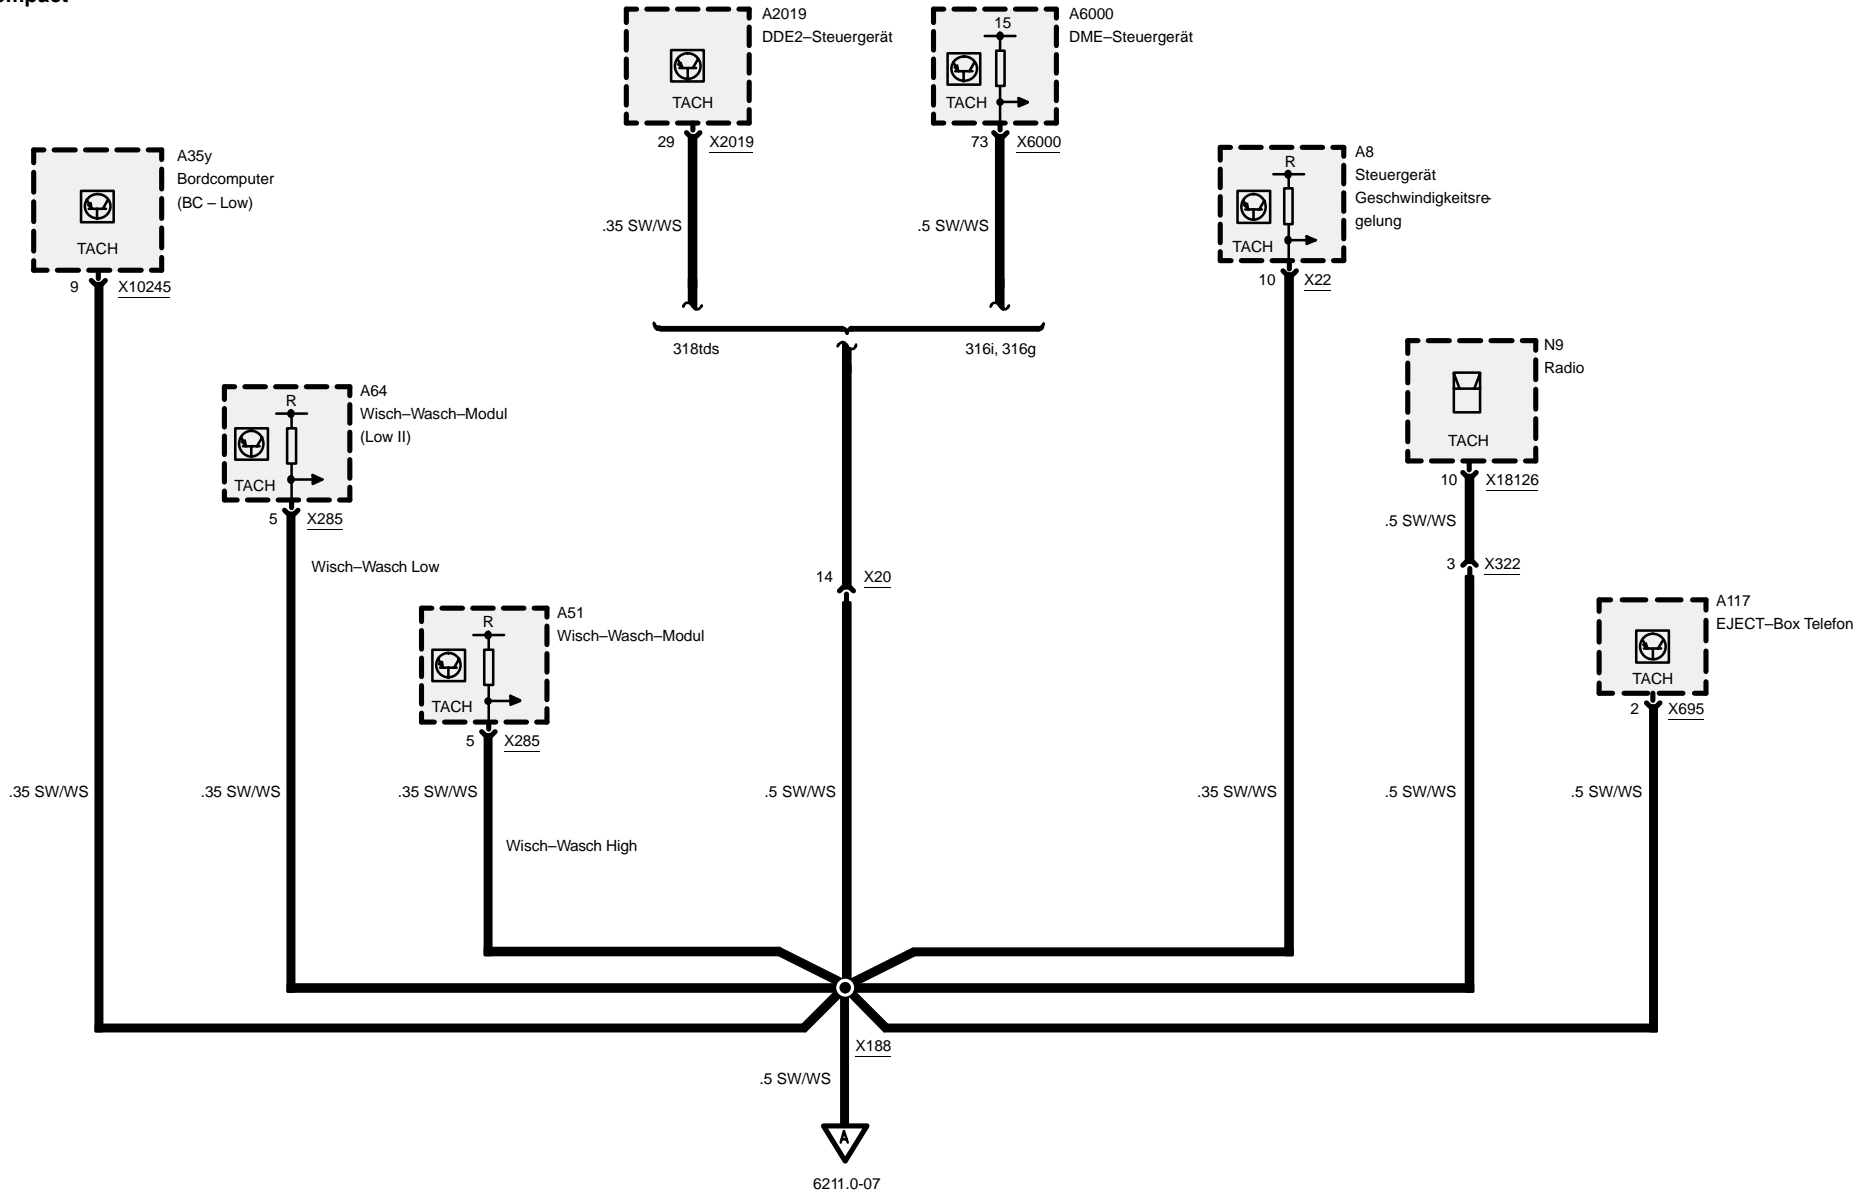 A2019
DDE2–Steuergerät
TACH
29 X2019
.35 SW/WS
15
A6000
DME–Steuergerät
TACH
73 X6000
.5 SW/WS
318tds
316i, 316g
A35y
Bordcomputer
(BC – Low)
TACH
9 X10245
R
A8
Steuergerät
Geschwindigkeitsre-
gelung
TACH
10 X22
N9
Radio
TACH
10 X18126
.5 SW/WS
3 X322
R
A64
Wisch–Wasch–Modul
(Low II)
TACH
5 X285
Wisch–Wasch Low
14 X20
R
A51
Wisch–Wasch–Modul
TACH
5 X285
A117
EJECT–Box Telefon
TACH
2 X695
.35 SW/WS
.35 SW/WS
.35 SW/WS
.5 SW/WS
.35 SW/WS
.5 SW/WS
.5 SW/WS
Wisch–Wasch High
X188
.5 SW/WS
A
6211.0-07